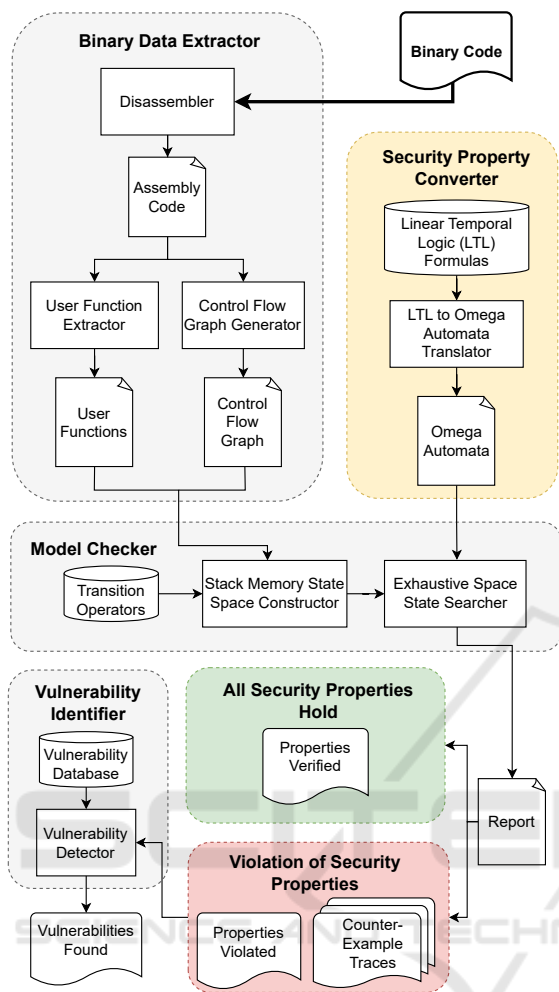 Binary Data Extractor
Binary Code
Disassembler
Assembly
Code
User Function
Extractor
Control Flow
Graph Generator
User
Functions
Control
Flow
Graph
Security Property
Converter
Linear Temporal
Logic (LTL)
Formulas
LTL to Omega
Automata
Translator
Omega
Automata
Model Checker
Transition
Operators
Stack Memory State
Space Constructor
Exhaustive Space
State Searcher
Vulnerability
Identifier
Vulnerability
Database
Vulnerability
Detector
Vulnerabilities
Found
All Security Properties
Hold
Properties
Verified
Report
Violation of Security
Properties
Properties
Violated
Counter-
Example
Traces